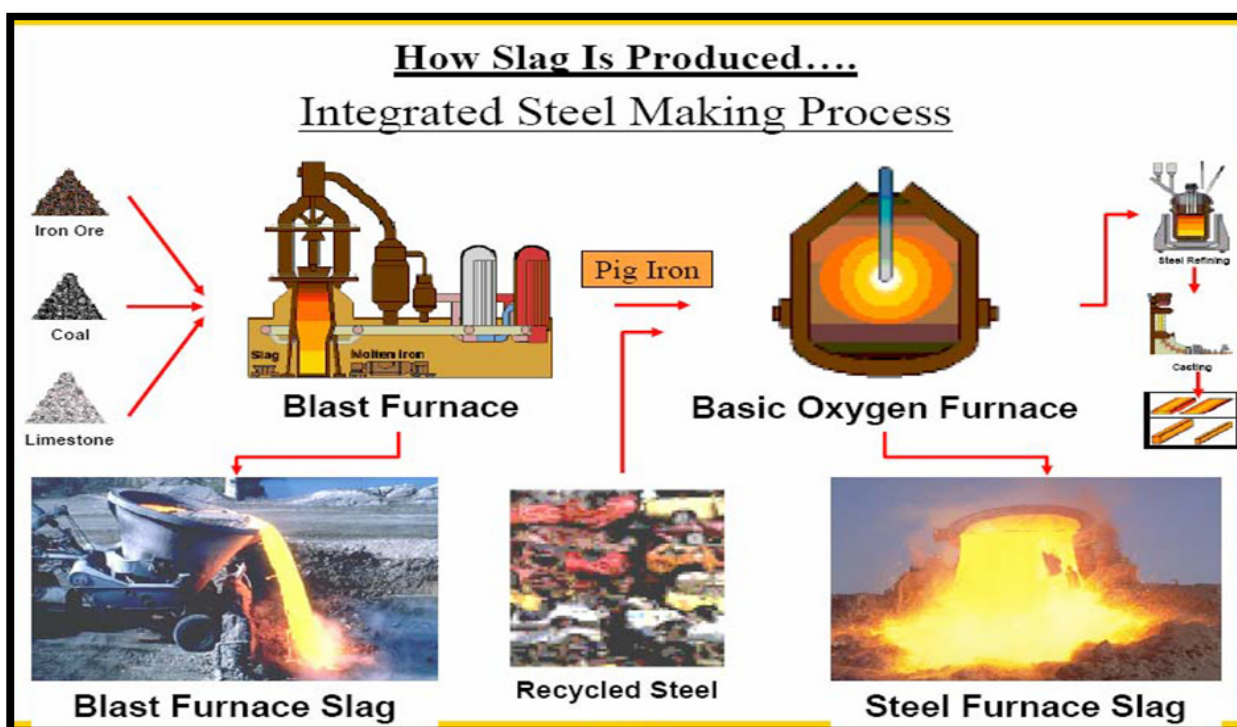 How Slag Is Produced….
Integrated Steel Making Process
Iron Ore
Coal
Limestone
Slag
Molten Iron
Blast Furnace
Pig Iron
Basic Oxygen Furnace
Steel Refining
Casting
Blast Furnace Slag
Recycled Steel
Steel Furnace Slag